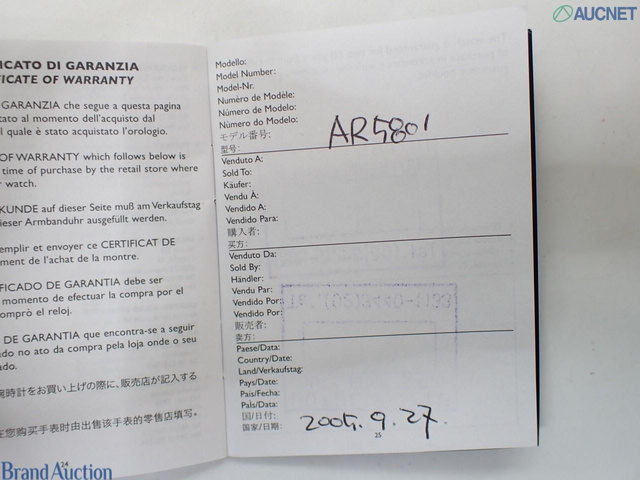 AUCNET
CATO DI GARANZIA
ICATE OF WARRANTY
GARANZIA che segue a questa pagina
tato al momento dell'acquisto dal
l quale è stato acquistato l'orologio.
OF WARRANTY which follows below is
time of purchase by the retail store where
r watch.
KUNDE auf dieser Seite muß am Verkaufstag
ieser Armbanduhr ausgefüllt werden.
emplir et envoyer ce CERTIFICAT DE
ment de l'achat de la montre.
IFICADO DE GARANTIA debe ser
momento de efectuar la compra por el
omprò el reloj.
DE GARANTIA que encontra-se a seguir
do no ato da compra pela loja onde o seu
ado.
腕時計をお買い上げの際に、販売店が記入する
在您购买手表时由出售该手表的零售店填写。
24
Modello:
Model Number:
Model-Nr.
Numèro de Modèle:
Número de Modelo:
Número do Modelo:
モデル番号:
型号:
AR5801
Venduto A:
Sold To:
Käufer:
Vendu À:
Vendido A:
Vendido Para:
購入者:
买方:
Venduto Da:
Sold By:
Händler:
Vendu Par:
Vendido Por:
Vendido Por:
販売者:
卖方:
Paese/Data:
Country/Date:
Land/Verkaufstag:
Pays/Date:
País/Fecha:
País/Data:
国/日付:
国家/日期:
2005.9.27.
25
Brand Auction